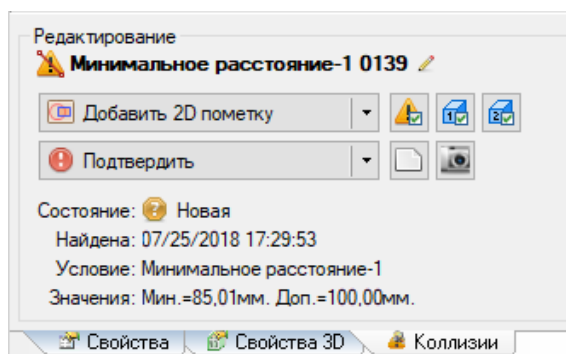 Редактирование
Минимальное расстояние-1 0139
Добавить 2D пометку
Подтвердить
Состояние: Новая
Найдена: 07/25/2018 17:29:53
Условие: Минимальное расстояние-1
Значения: Мин.=85,01мм. Доп.=100,00мм.
Свойства Свойства 3D Коллизии